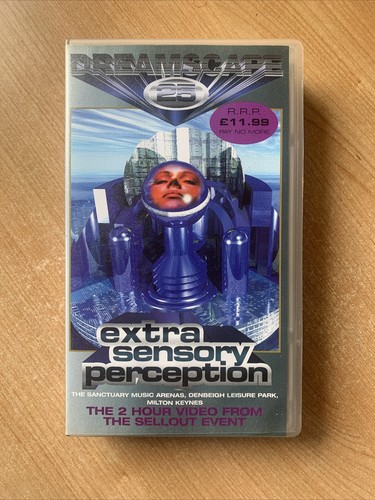 DREAMSCAPE
25
R.R.P.
£11.99
PAY NO MORE
extra
sensory
perception
THE SANCTUARY MUSIC ARENAS, DENBEIGH LEISURE PARK,
MILTON KEYNES
THE 2 HOUR VIDEO FROM
THE SELLOUT EVENT